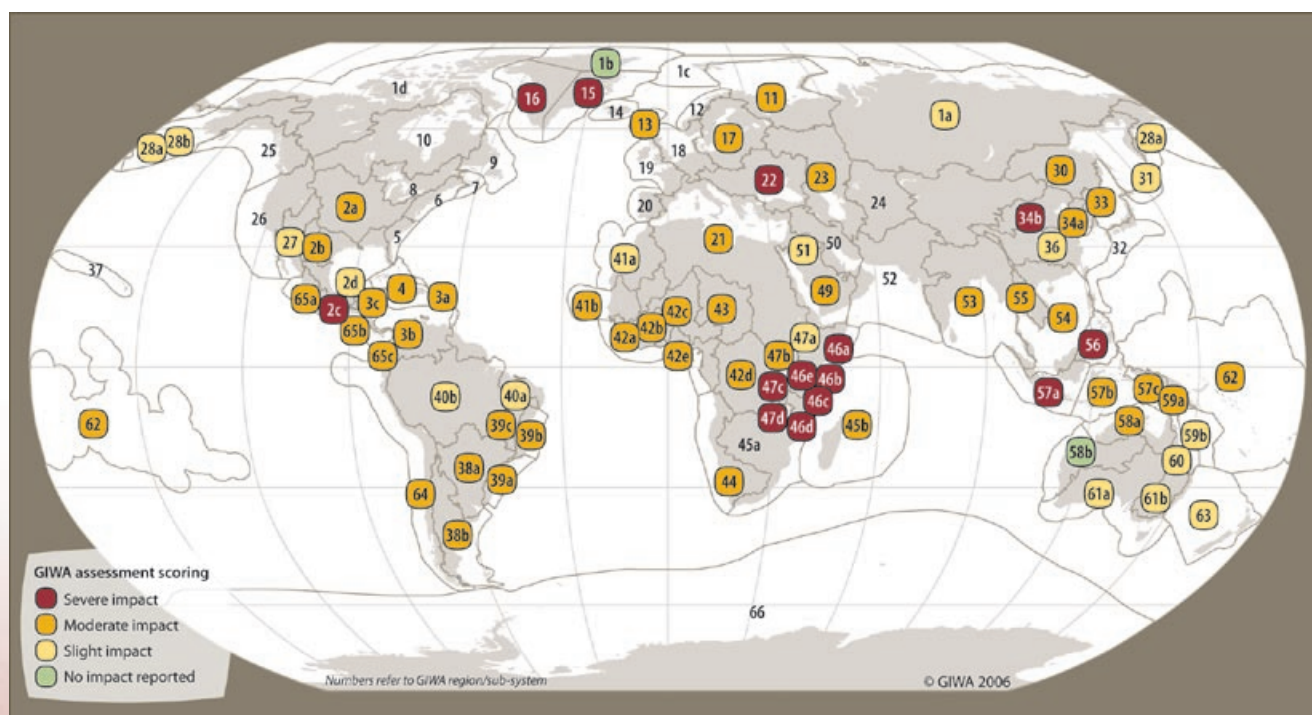 1b
1c
1d
16
15
11
14
12
1a
13
10
17
28a
28b
25
18
28a
9
19
22
23
30
31
8
7
24
2a
6
20
33
26
34b
34a
5
27
2b
21
51
50
36
32
41a
37
52
2d
4
49
65a
3c
3a
53
55
2c
41b
42c
43
54
65b
3b
42a
42b
47a
46a
56
65c
42e
47b
42d
46e
46b
62
47c
57a
57b
57c
59a
40b
40a
46c
62
39c
39b
47d
46d
45b
58a
59b
45a
58b
60
38a
39a
44
64
61a
61b
63
38b
GIWA assessment scoring
Severe impact
Moderate impact
Slight impact
No impact reported
66
Numbers refer to GIWA region/sub-system
© GIWA 2006